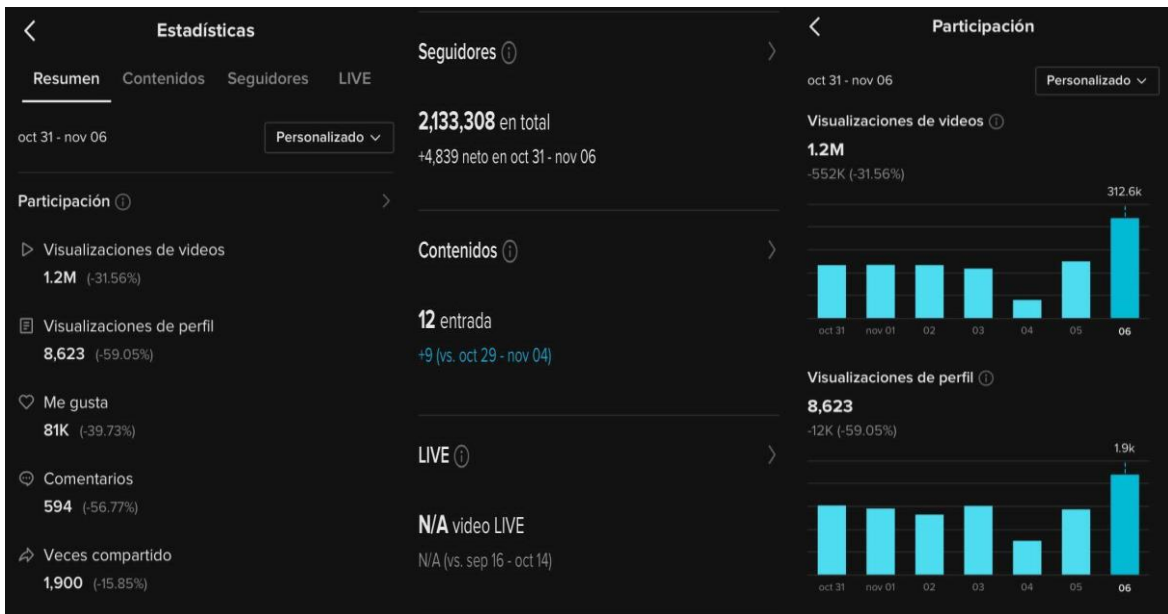 Estadísticas
Resumen Contenidos Seguidores LIVE
oct 31 - nov 06 Personalizado
Participación
Visualizaciones de videos
1.2M (-31.56%)
Visualizaciones de perfil
8,623 (-59.05%)
Me gusta
81K (-39.73%)
Comentarios
594 (-56.77%)
Veces compartido
1,900 (-15.85%)
Seguidores
2,133,308 en total
+4,839 neto en oct 31 - nov 06
Contenidos
12 entrada
+9 (vs. oct 29 - nov 04)
LIVE
N/A video LIVE
N/A (vs. sep 16 - oct 14)
Participación
oct 31 - nov 06 Personalizado
Visualizaciones de videos
1.2M
-552K (-31.56%)
312.6k
oct 31 nov 01 02 03 04 05 06
Visualizaciones de perfil
8,623
-12K (-59.05%)
1.9k
oct 31 nov 01 02 03 04 05 06